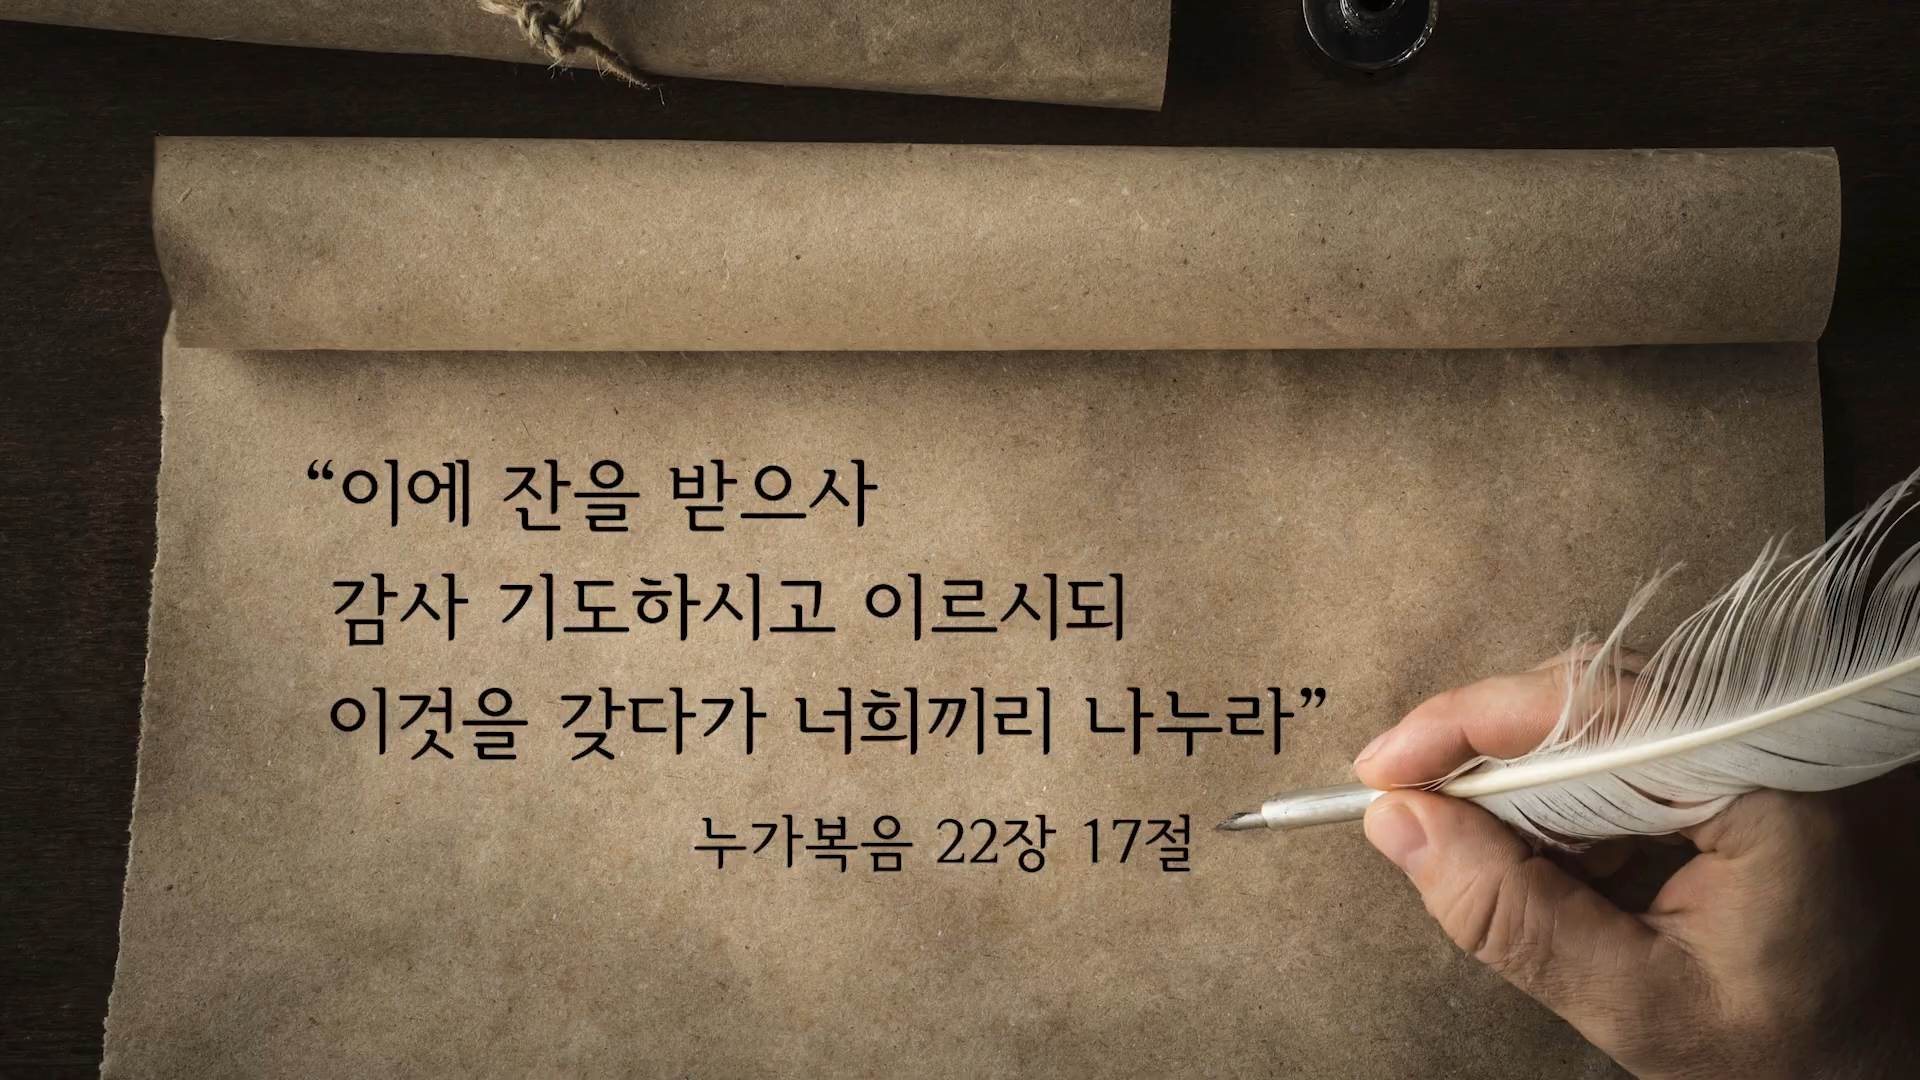 “이에 잔을 받으사
감사 기도하시고 이르시되
이것을 갖다가 너희끼리 나누라”
누가복음 22장 17절